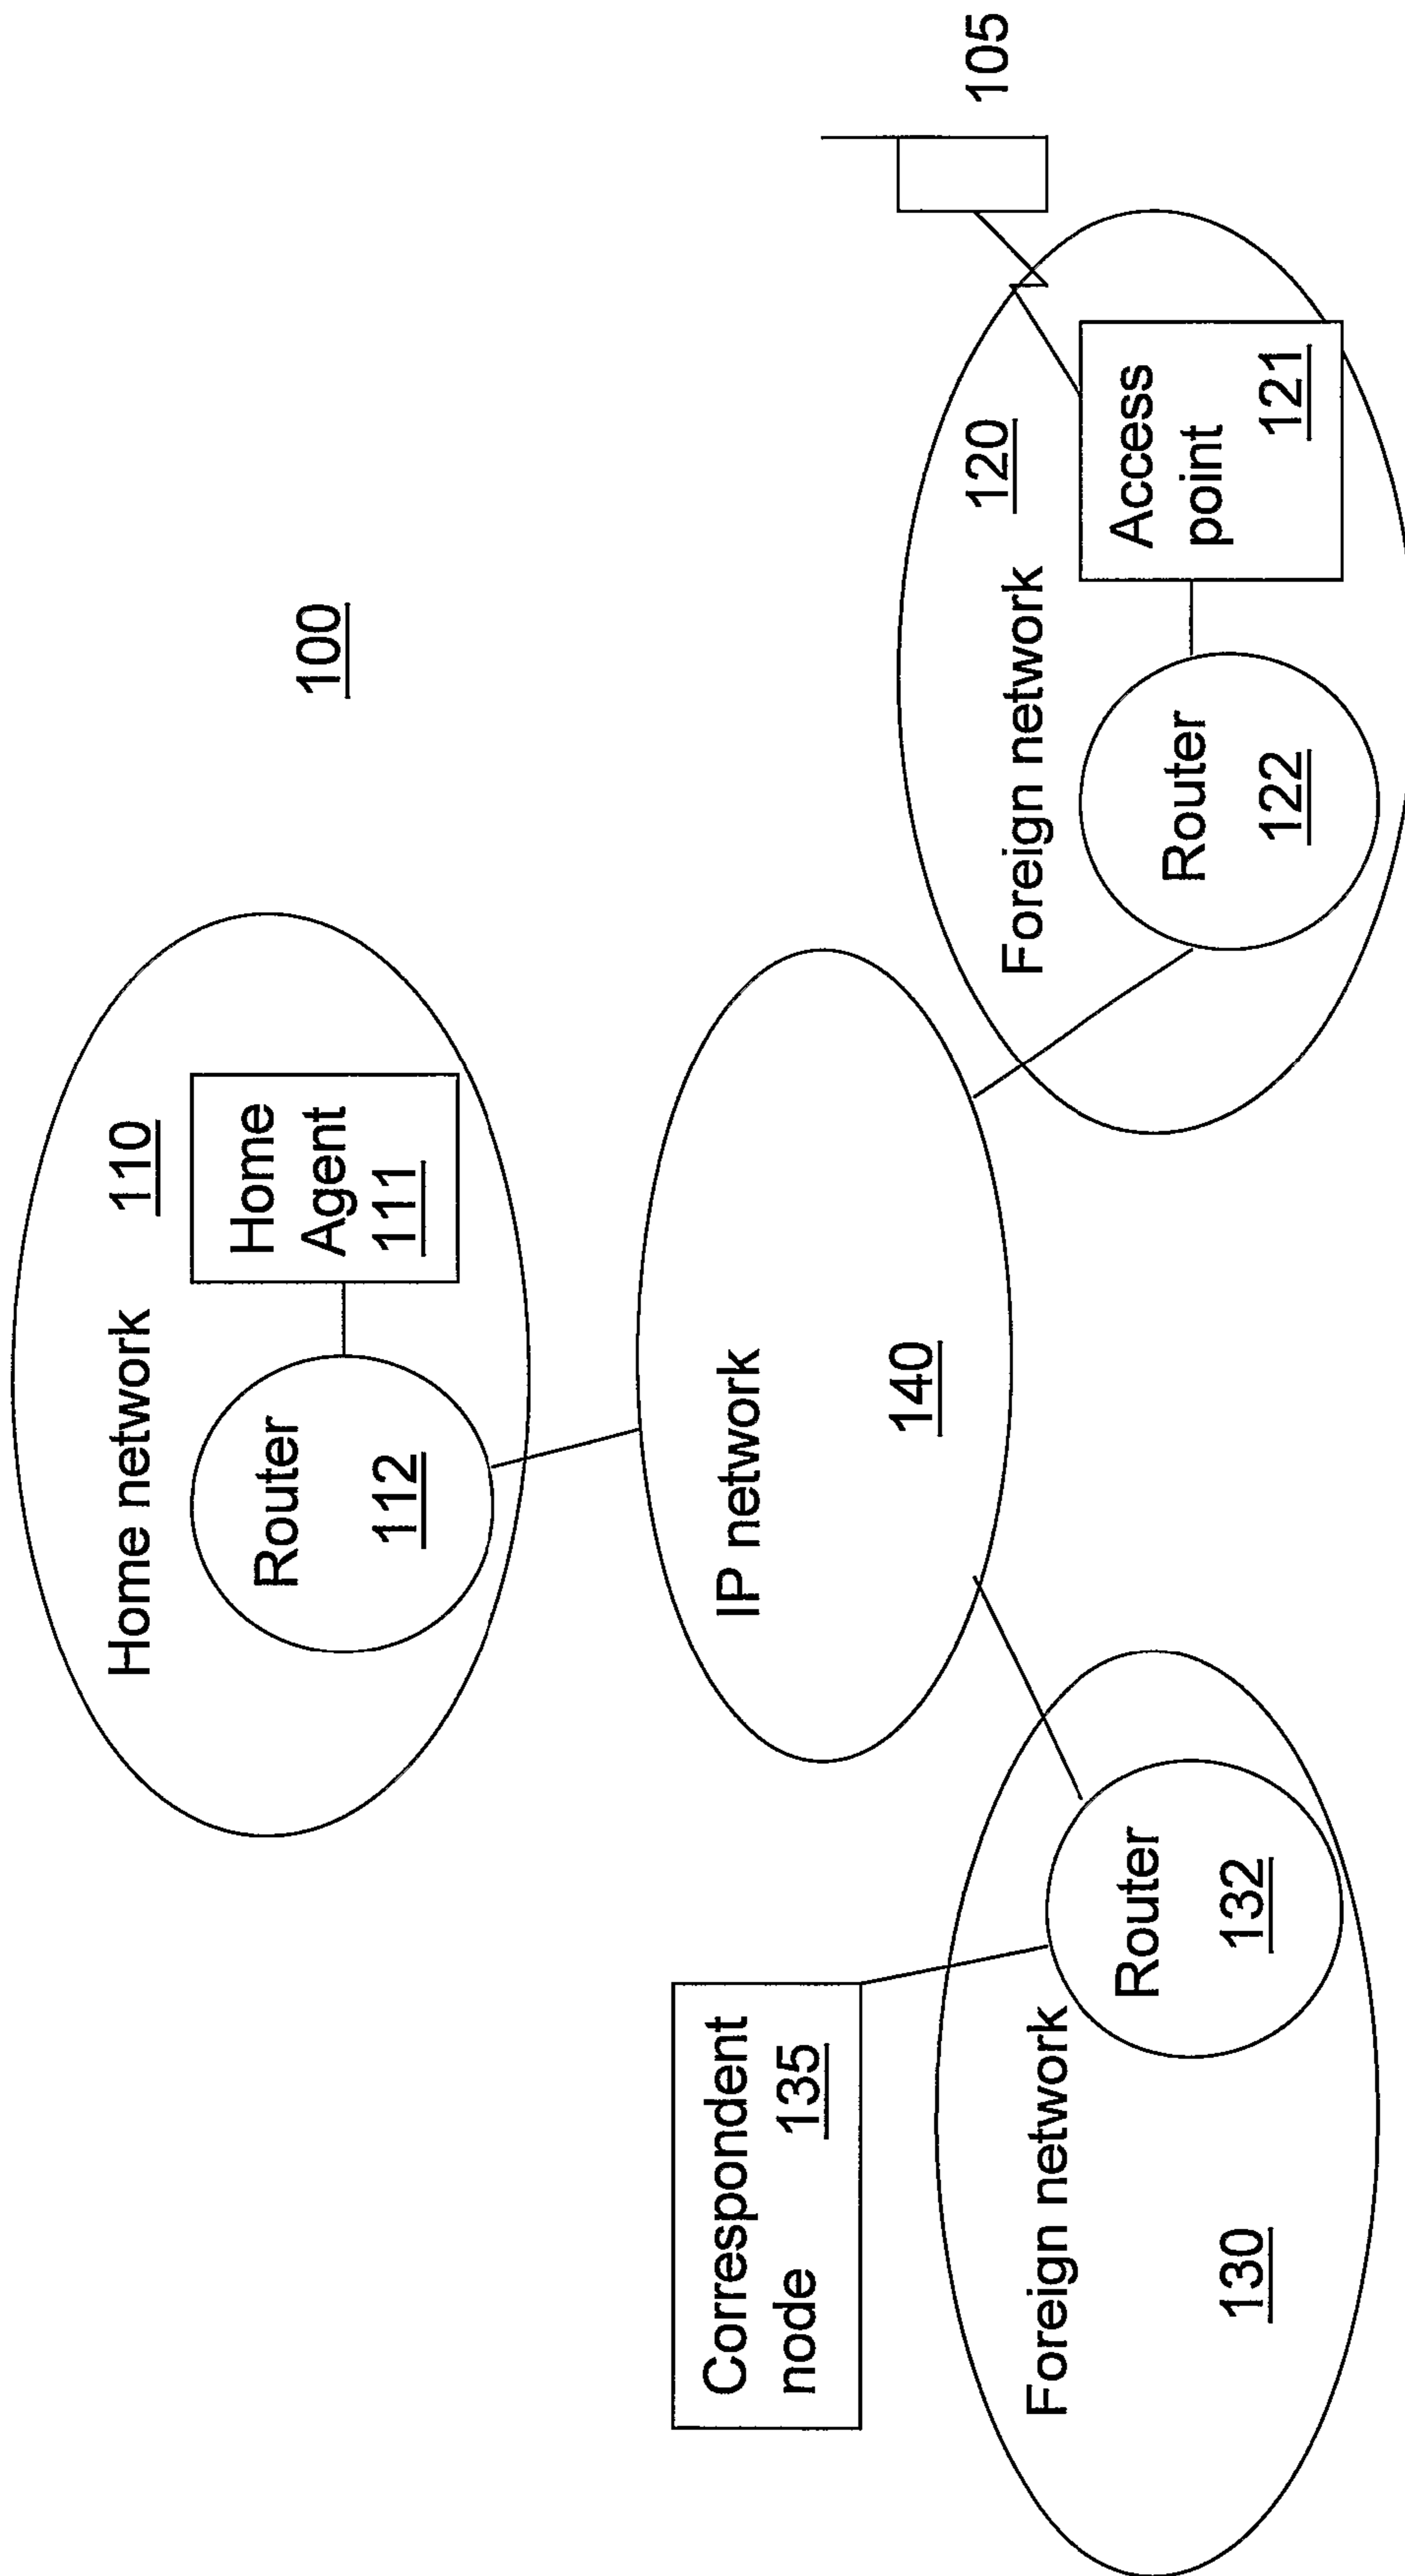 100
Home network 110
Router
112
Home
Agent
111
IP network
140
Correspondent
node 135
Foreign network
130
Router
132
Foreign network 120
Router
122
Access
point
121
105